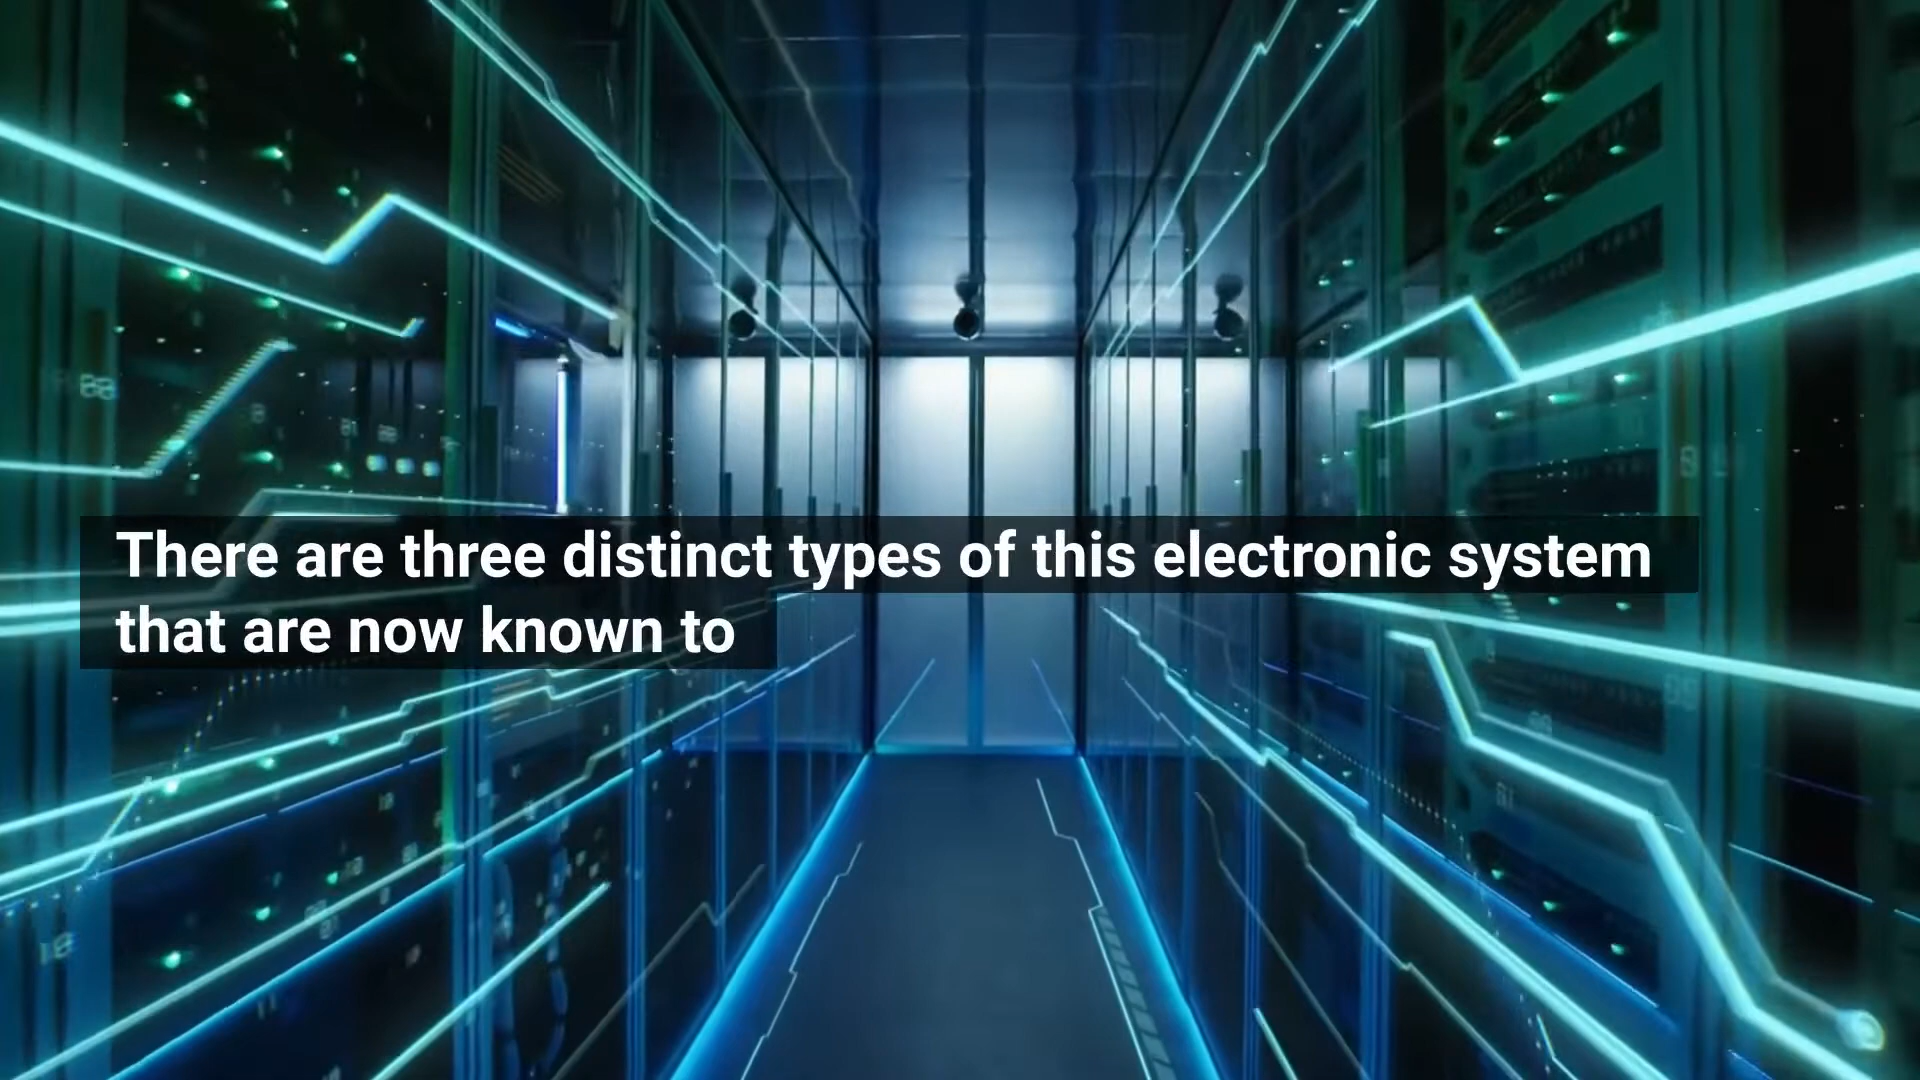 There are three distinct types of this electronic system
that are now known to